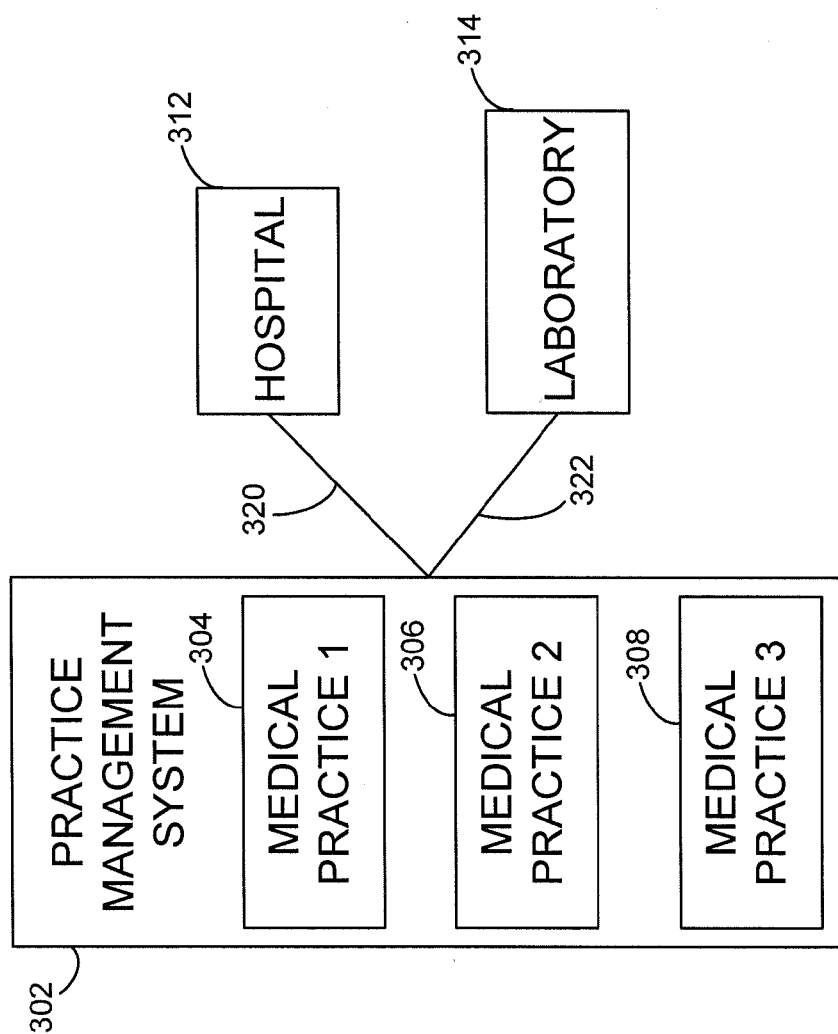 302
PRACTICE
MANAGEMENT
SYSTEM
304
MEDICAL
PRACTICE 1
306
MEDICAL
PRACTICE 2
308
MEDICAL
PRACTICE 3
320
322
312
HOSPITAL
314
LABORATORY